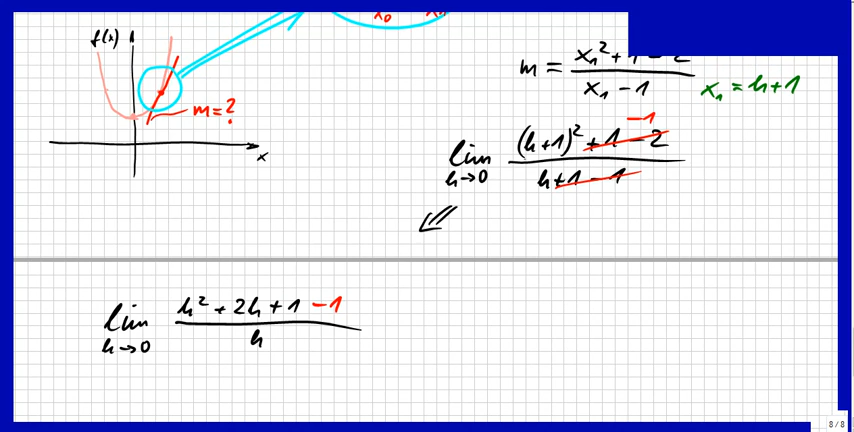 f(x)
x₀
m = ?
x
m = (x₁² + 1 - 2)/(x₁ - 1)
x₁ = h+1
-1
lim h→0 ((h+1)² +1 - 2)/(h+1 - 1)
lim h→0 (h² + 2h + 1 -1)/h
8 / 8